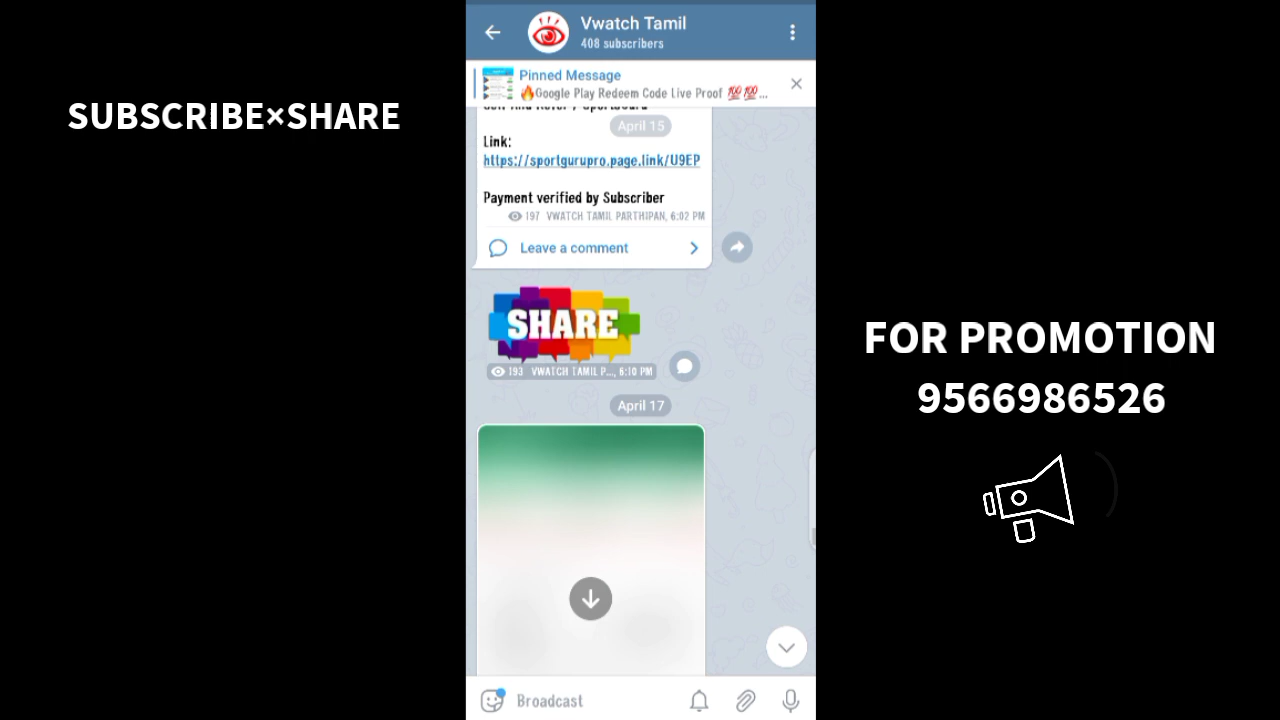 SUBSCRIBE×SHARE
Vwatch Tamil
408 subscribers
Pinned Message
🔥Google Play Redeem Code Live Proof 💯💯...
April 15
Link:
https://sportgurupro.page.link/U9EP
Payment verified by Subscriber
197 VWATCH TAMIL PARTHIPAN, 6:02 PM
Leave a comment
SHARE
193 VWATCH TAMIL P..., 6:10 PM
April 17
Broadcast
FOR PROMOTION
9566986526